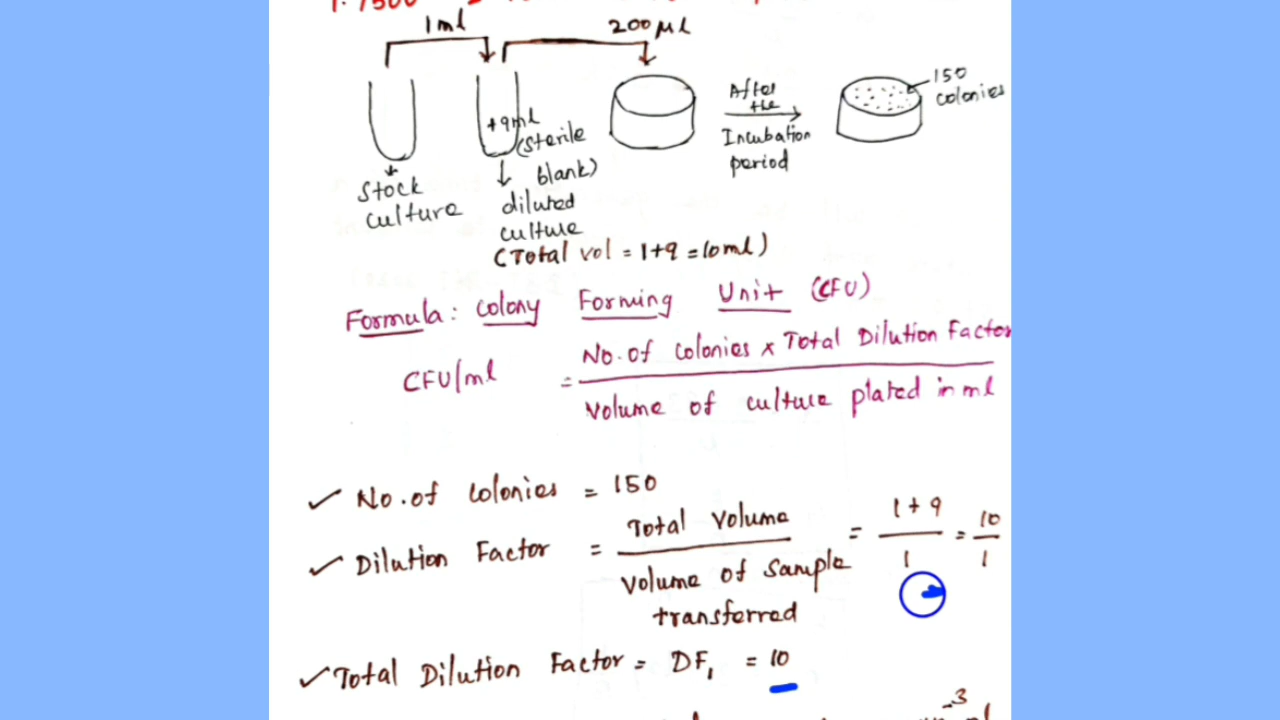 1ml 200 μl
150 colonies
After the
Incubation period
+9ml (sterile blank)
Stock culture
diluted culture
(Total vol = 1+9 = 10ml)
Formula: Colony Forming Unit (CFU)
CFU/ml = No. of colonies x Total Dilution Factor
Volume of culture plated in ml
✓ No. of colonies = 150
✓ Dilution Factor = Total Volume / Volume of sample transferred = 1+9 / 1 = 10 / 1
✓ Total Dilution Factor = DF₁ = 10